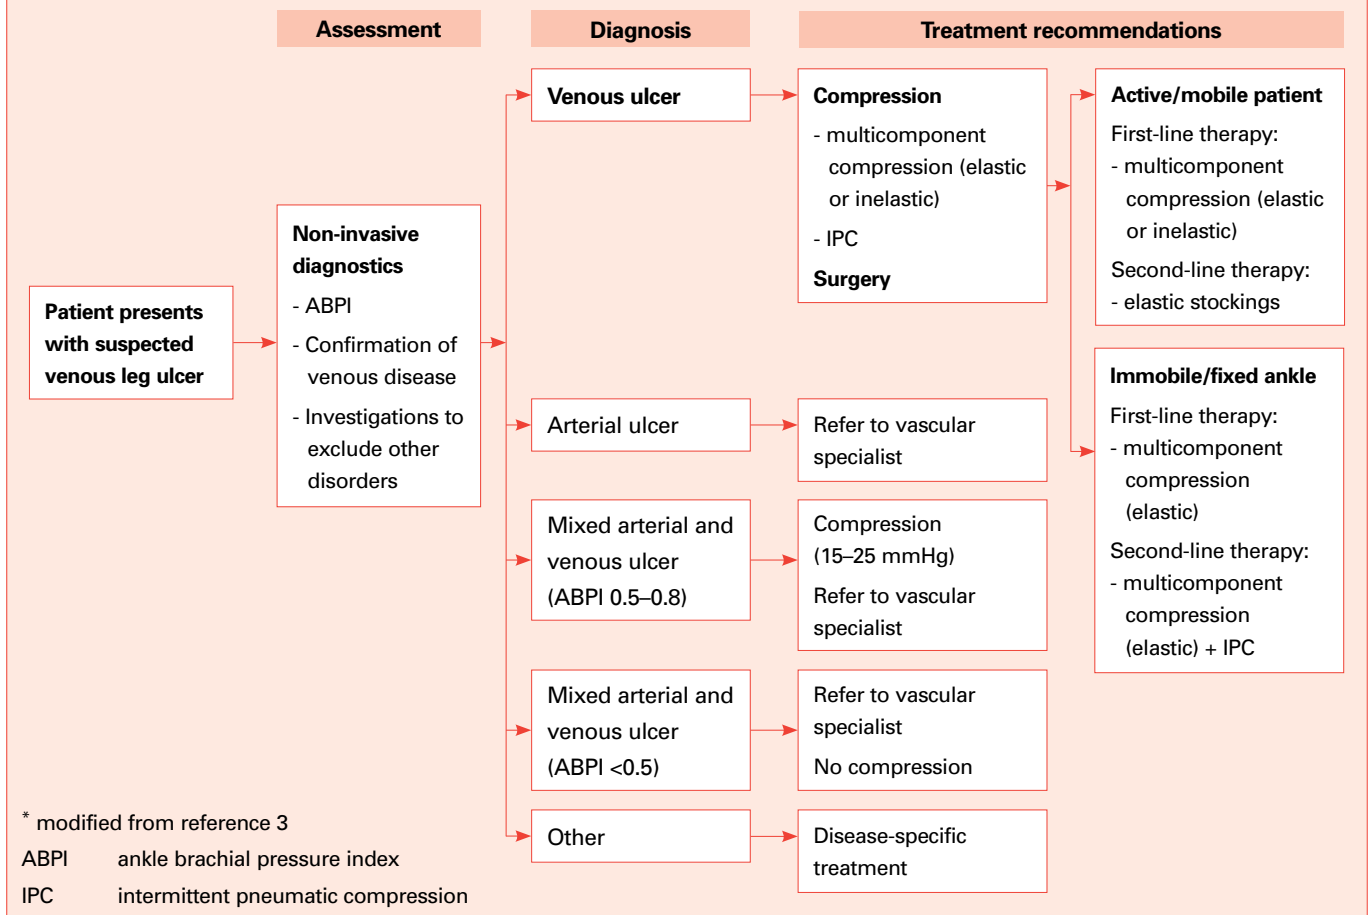 Assessment
Diagnosis
Treatment recommendations
Patient presents
with suspected
venous leg ulcer
Non-invasive
diagnostics
- ABPI
- Confirmation of
venous disease
- Investigations to
exclude other
disorders
Venous ulcer
Compression
- multicomponent
compression (elastic
or inelastic)
- IPC
Surgery
Active/mobile patient
First-line therapy:
- multicomponent
compression (elastic
or inelastic)
Second-line therapy:
- elastic stockings
Immobile/fixed ankle
First-line therapy:
- multicomponent
compression
(elastic)
Second-line therapy:
- multicomponent
compression
(elastic) + IPC
Arterial ulcer
Refer to vascular
specialist
Mixed arterial and
venous ulcer
(ABPI 0.5–0.8)
Compression
(15–25 mmHg)
Refer to vascular
specialist
Mixed arterial and
venous ulcer
(ABPI <0.5)
Refer to vascular
specialist
No compression
Other
Disease-specific
treatment
* modified from reference 3
ABPI ankle brachial pressure index
IPC intermittent pneumatic compression